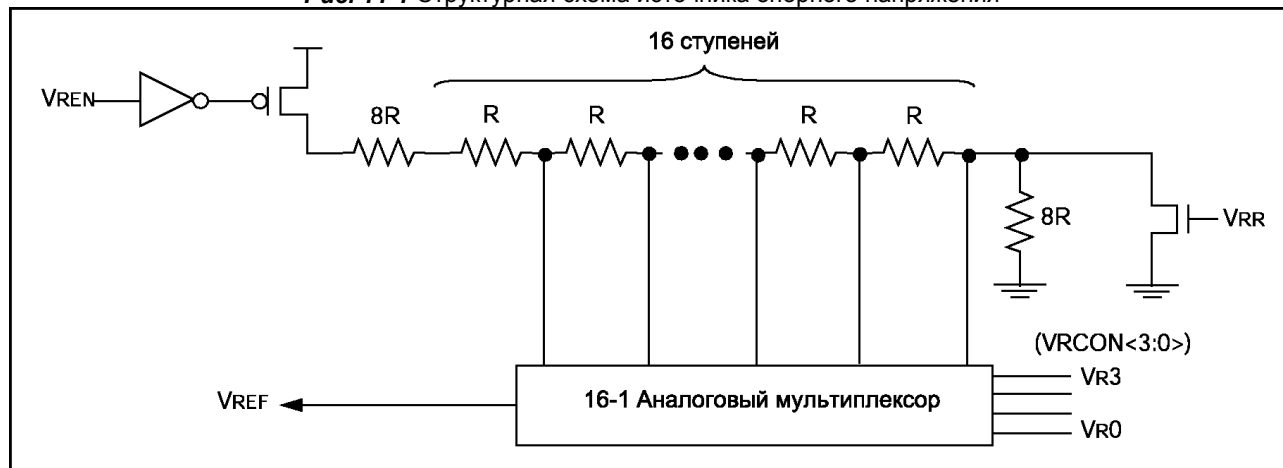 16 ступеней
VREN
8R
R
R
R
R
8R
VRR
(VRCON<3:0>)
VR3
VREF
16-1 Аналоговый мультиплексор
VR0